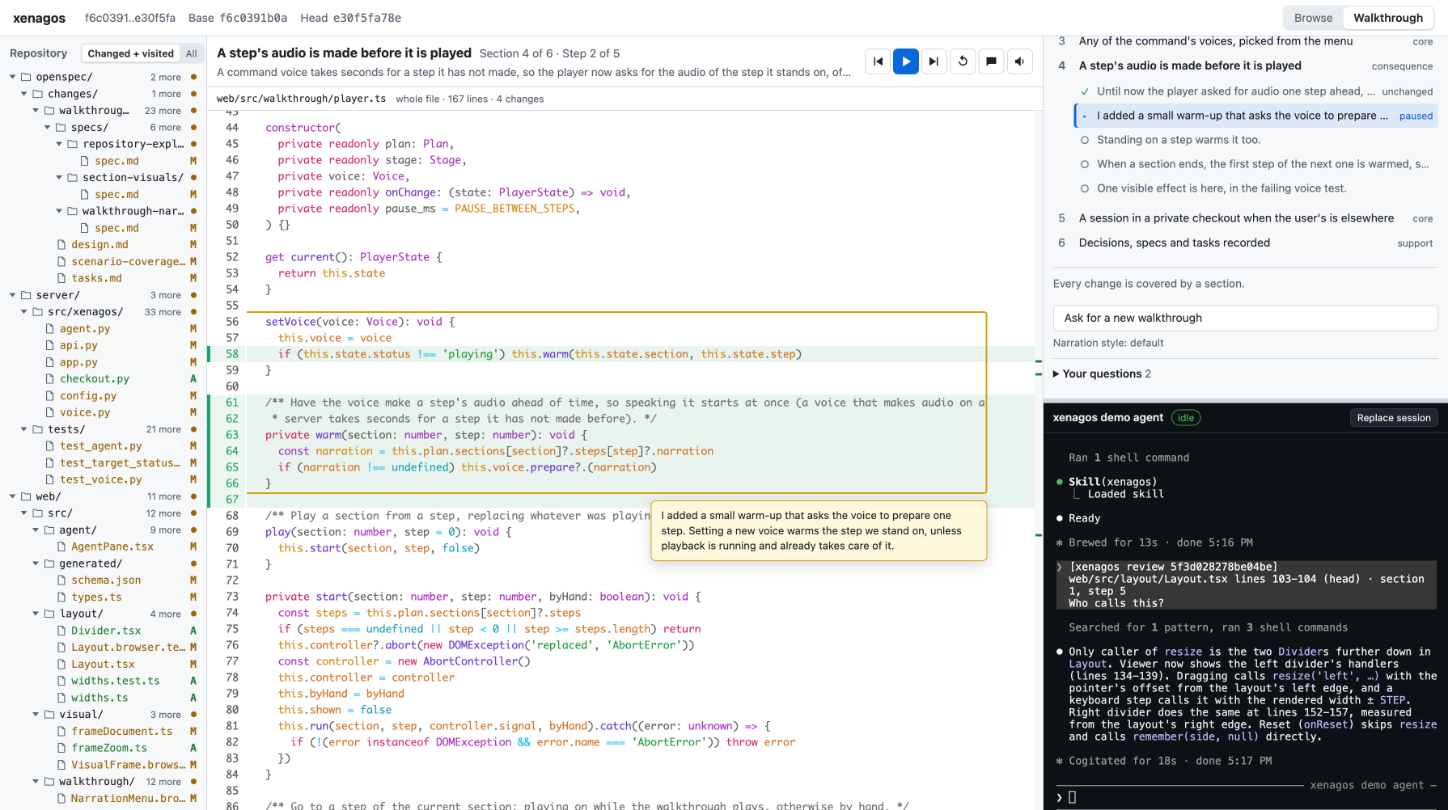 xenagos f6c0391..e30f5fa Base f6c0391b0a Head e30f5fa78e Browse Walkthrough
Repository Changed + visited All
openspec/ 2 more
changes/ 1 more
walkthroug… 23 more
specs/ 6 more
repository-expl…
spec.md M
section-visuals/
spec.md M
walkthrough-nar…
spec.md M
design.md M
scenario-coverage… M
tasks.md M
server/ 3 more
src/xenagos/ 33 more
agent.py M
api.py M
app.py M
checkout.py A
config.py M
voice.py M
tests/ 21 more
test_agent.py M
test_target_status… M
test_voice.py M
web/ 11 more
src/ 12 more
agent/ 9 more
AgentPane.tsx M
generated/
schema.json M
types.ts M
layout/ 4 more
Divider.tsx A
Layout.browser.te… M
Layout.tsx M
widths.test.ts A
widths.ts A
visual/ 3 more
frameDocument.ts M
frameZoom.ts A
VisualFrame.brows… M
walkthrough/ 12 more
NarrationMenu.bro… M
A step's audio is made before it is played Section 4 of 6 · Step 2 of 5
A command voice takes seconds for a step it has not made, so the player now asks for the audio of the step it stands on, of…
web/src/walkthrough/player.ts whole file · 167 lines · 4 changes
43
44 constructor(
45 private readonly plan: Plan,
46 private readonly stage: Stage,
47 private voice: Voice,
48 private readonly onChange: (state: PlayerState) => void,
49 private readonly pause_ms = PAUSE_BETWEEN_STEPS,
50 ) {}
51
52 get current(): PlayerState {
53 return this.state
54 }
55
56 setVoice(voice: Voice): void {
57 this.voice = voice
58 if (this.state.status !== 'playing') this.warm(this.state.section, this.state.step)
59 }
60
61 /** Have the voice make a step's audio ahead of time, so speaking it starts at once (a voice that makes audio on a
62 * server takes seconds for a step it has not made before). */
63 private warm(section: number, step: number): void {
64 const narration = this.plan.sections[section]?.steps[step]?.narration
65 if (narration !== undefined) this.voice.prepare?.(narration)
66 }
67
68 /** Play a section from a step, replacing whatever was playin
69 play(section: number, step = 0): void {
70 this.start(section, step, false)
71 }
72
73 private start(section: number, step: number, byHand: boolean): void {
74 const steps = this.plan.sections[section]?.steps
75 if (steps === undefined || step < 0 || step >= steps.length) return
76 this.controller?.abort(new DOMException('replaced', 'AbortError'))
77 const controller = new AbortController()
78 this.controller = controller
79 this.byHand = byHand
80 this.shown = false
81 this.run(section, step, controller.signal, byHand).catch((error: unknown) => {
82 if (!(error instanceof DOMException && error.name === 'AbortError')) throw error
83 })
84 }
85
86 /** Go to a step of the current section: playing on while the walkthrough plays, otherwise by hand. */
I added a small warm-up that asks the voice to prepare one
step. Setting a new voice warms the step we stand on, unless
playback is running and already takes care of it.
3 Any of the command's voices, picked from the menu core
4 A step's audio is made before it is played consequence
Until now the player asked for audio one step ahead, … unchanged
I added a small warm-up that asks the voice to prepare … paused
Standing on a step warms it too.
When a section ends, the first step of the next one is warmed, s…
One visible effect is here, in the failing voice test.
5 A session in a private checkout when the user's is elsewhere core
6 Decisions, specs and tasks recorded support
Every change is covered by a section.
Ask for a new walkthrough
Narration style: default
Your questions 2
xenagos demo agent idle Replace session
Ran 1 shell command
Skill(xenagos)
Loaded skill
Ready
Brewed for 13s · done 5:16 PM
❯ [xenagos review 5f3d028278be04be]
web/src/layout/Layout.tsx lines 103–104 (head) · section
1, step 5
Who calls this?
Searched for 1 pattern, ran 3 shell commands
Only caller of resize is the two Dividers further down in
Layout. Viewer now shows the left divider's handlers
(lines 134–139). Dragging calls resize('left', …) with the
pointer's offset from the layout's left edge, and a
keyboard step calls it with the rendered width ± STEP.
Right divider does the same at lines 152–157, measured
from the layout's right edge. Reset (onReset) skips resize
and calls remember(side, null) directly.
Cogitated for 18s · done 5:17 PM
xenagos demo agent
❯